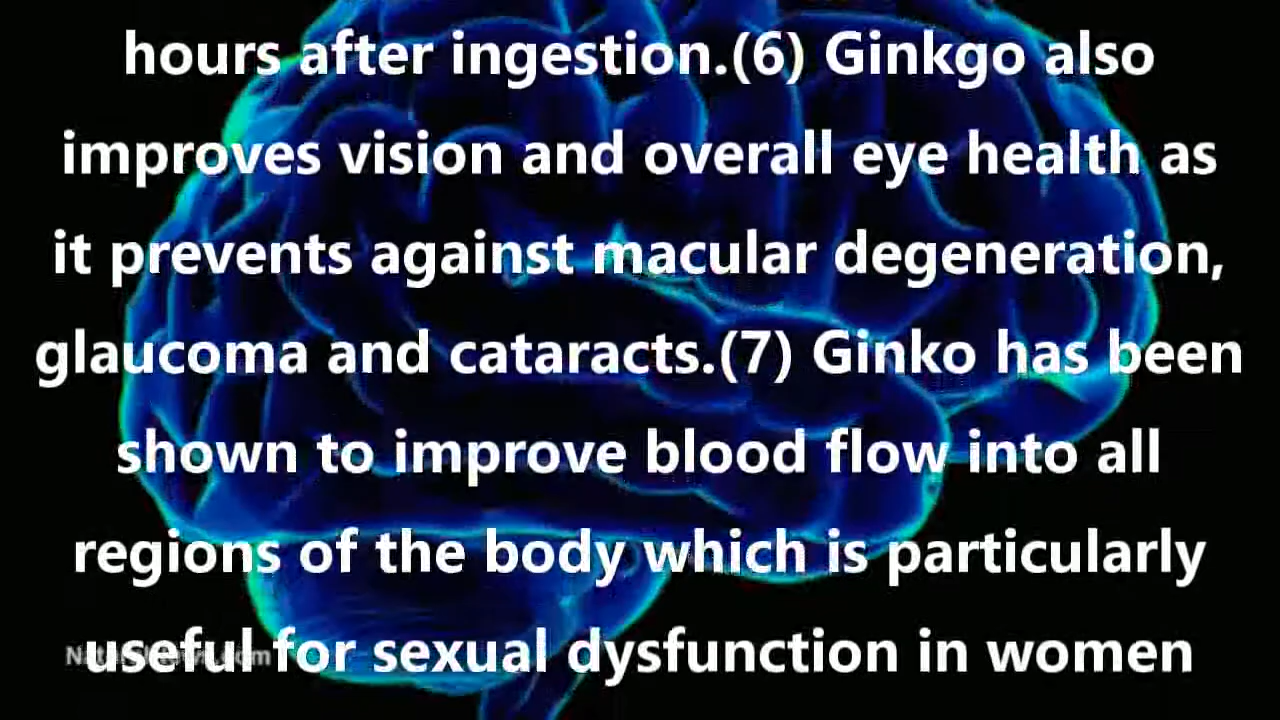 hours after ingestion.(6) Ginkgo also
improves vision and overall eye health as
it prevents against macular degeneration,
glaucoma and cataracts.(7) Ginko has been
shown to improve blood flow into all
regions of the body which is particularly
useful for sexual dysfunction in women